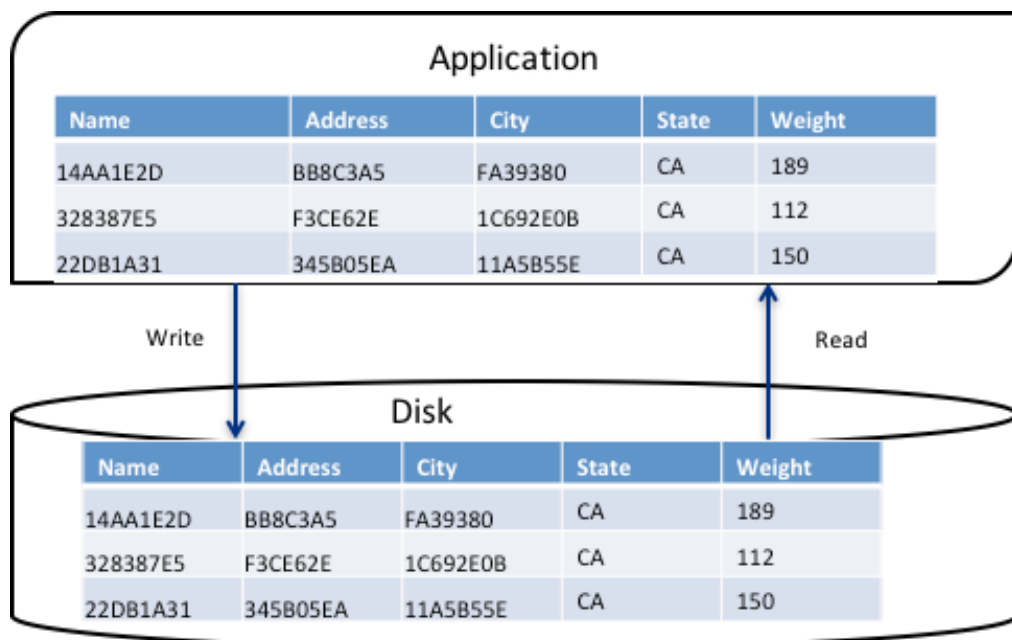 Application
Name Address City State Weight
14AA1E2D BB8C3A5 FA39380 CA 189
328387E5 F3CE62E 1C692E0B CA 112
22DB1A31 345B05EA 11A5B55E CA 150
Write Read
Disk
Name Address City State Weight
14AA1E2D BB8C3A5 FA39380 CA 189
328387E5 F3CE62E 1C692E0B CA 112
22DB1A31 345B05EA 11A5B55E CA 150